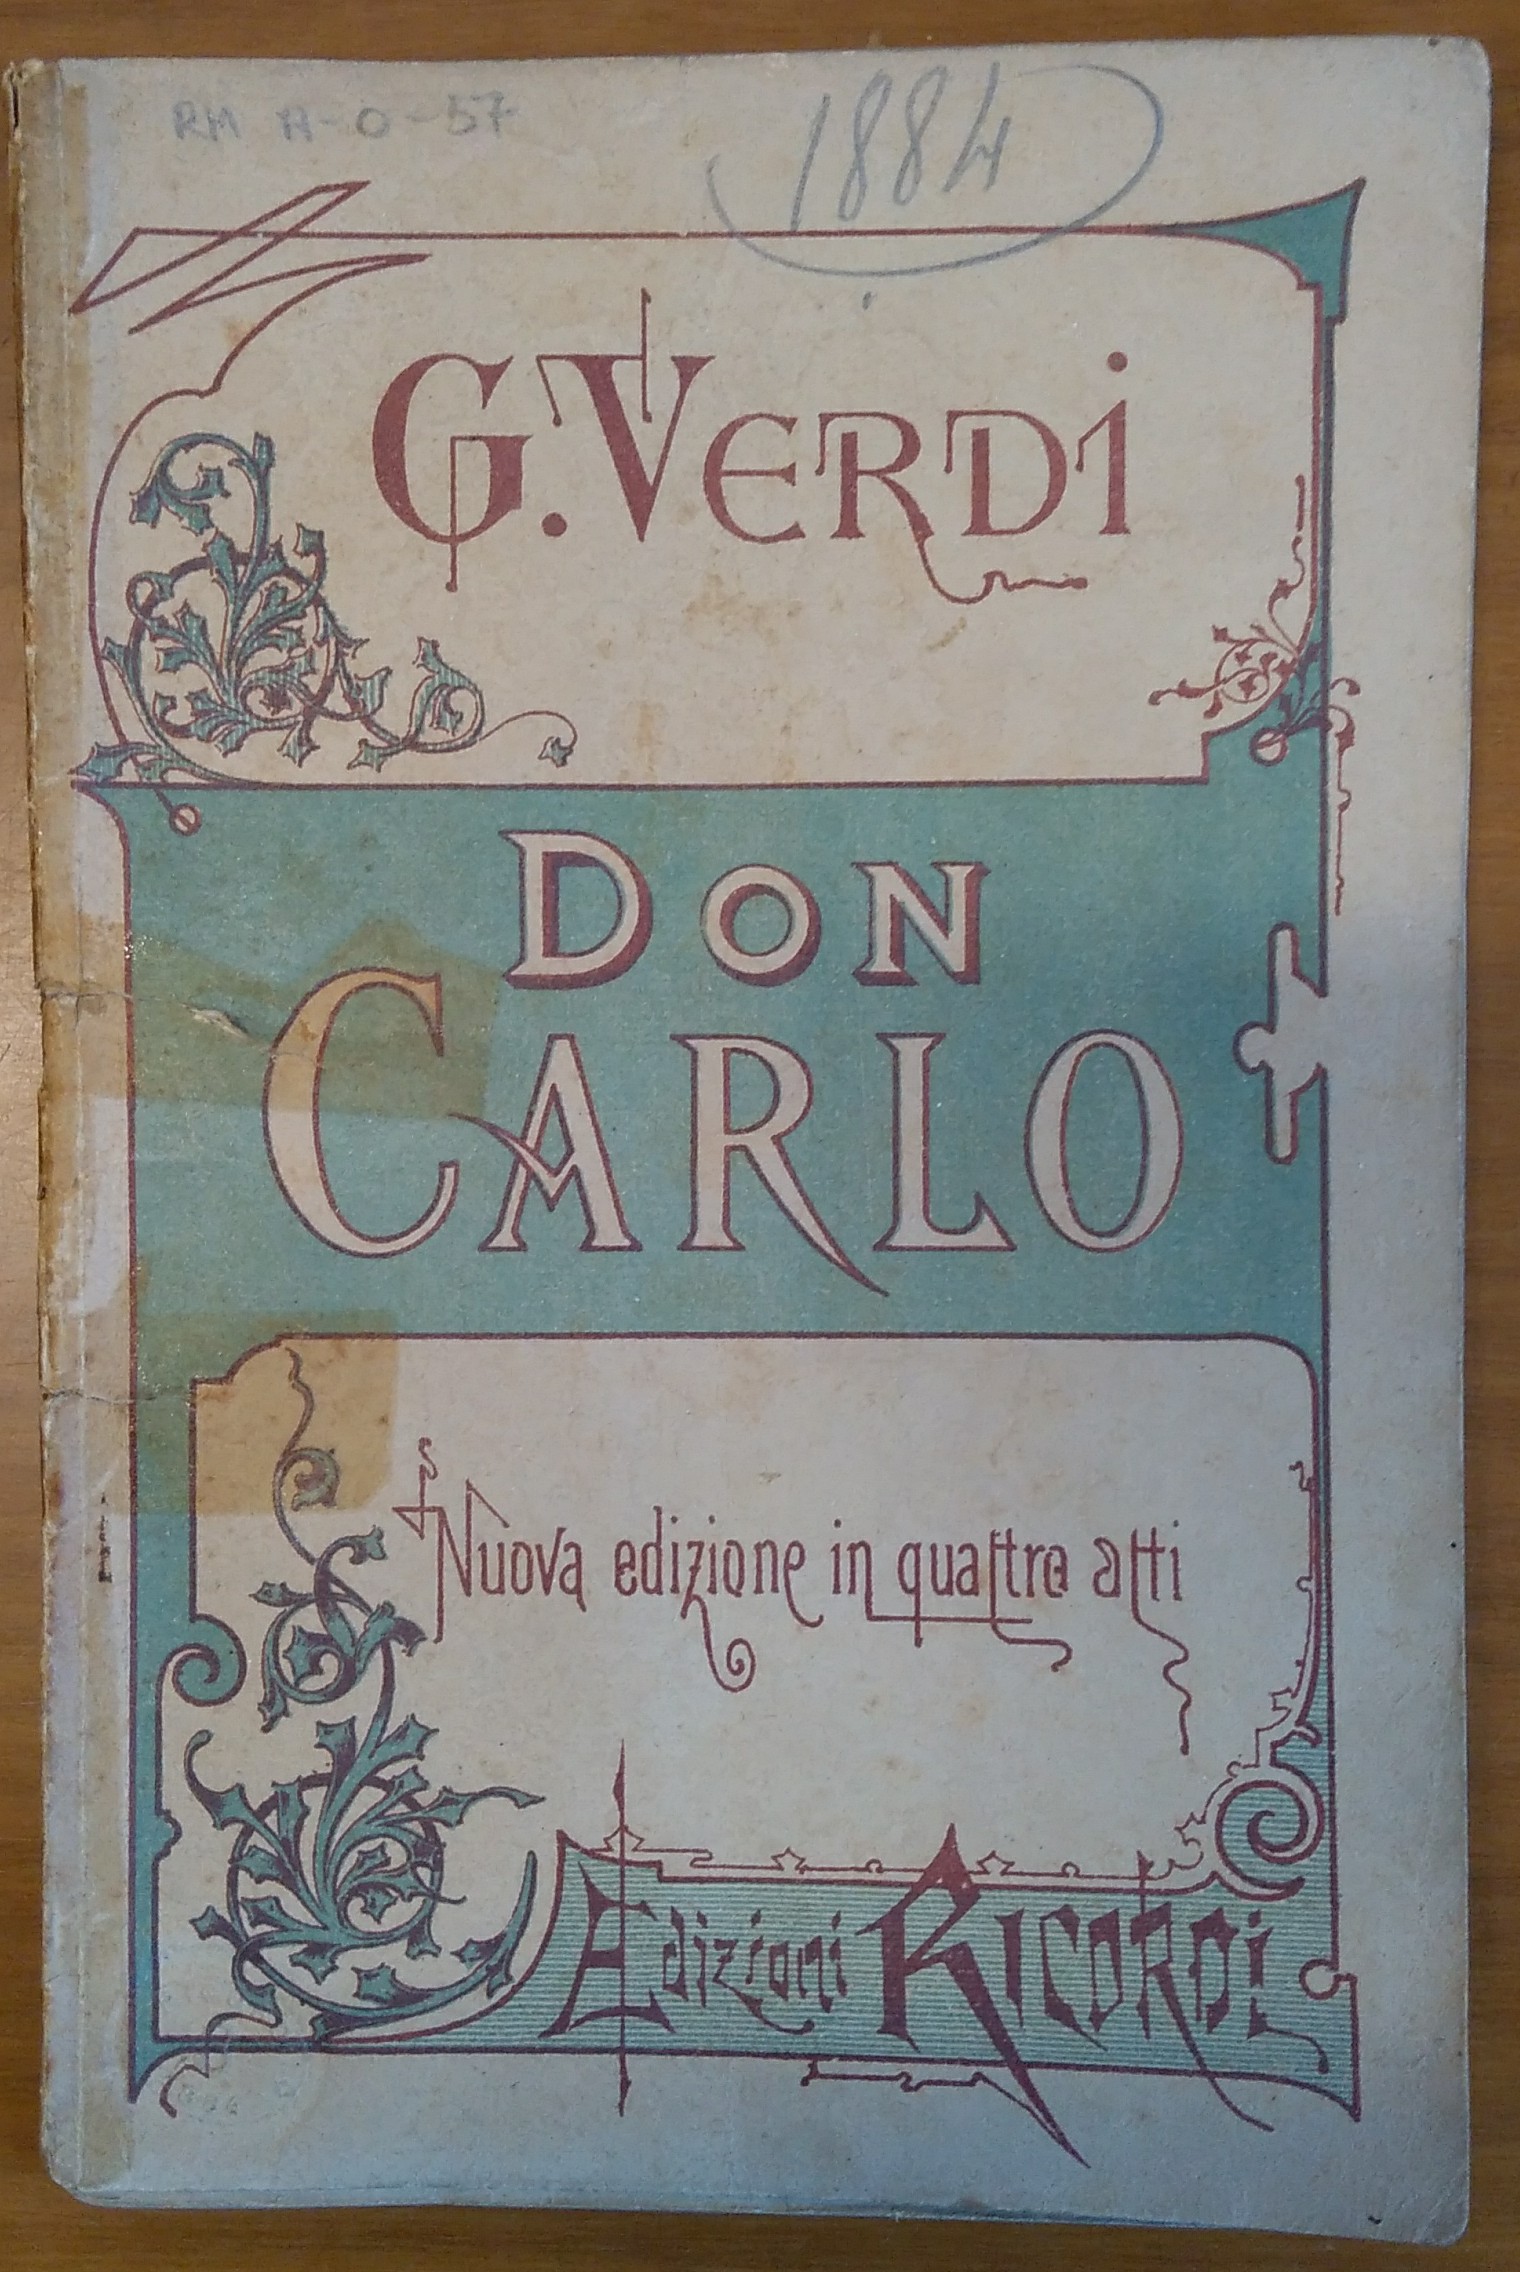 RM A-O-57
1884
G. VERDI
DON
CARLO
Nuova edizione in quattro atti
Edizioni RICORDI